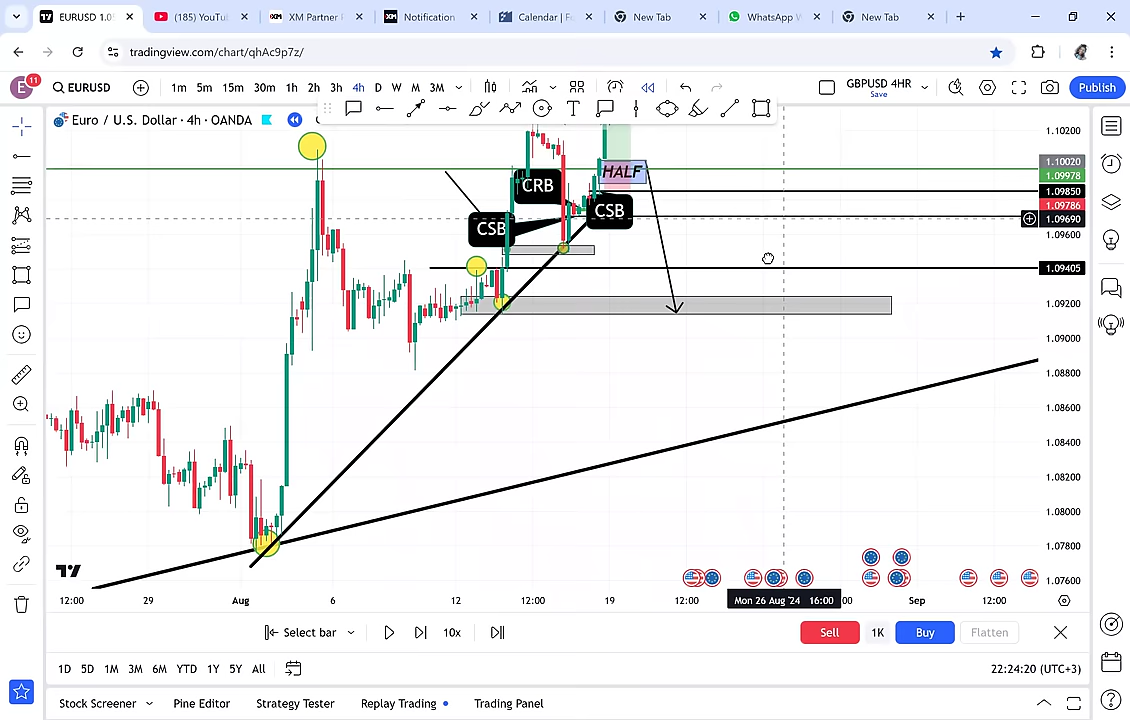 EURUSD 1.0
(185) YouTu
XM
XM Partner
XM
Notification
Calendar | F
New Tab
WhatsApp
New Tab
tradingview.com/chart/qhAc9p7z/
E
11
EURUSD
1m 5m 15m 30m 1h 2h 3h 4h D W M 3M
GBPUSD 4HR
Save
Publish
Euro / U.S. Dollar · 4h · OANDA
1.10200
1.10020
1.09978
1.09850
1.09786
1.09690
1.09600
1.09405
1.09200
1.09000
1.08800
1.08600
1.08400
1.08200
1.08000
1.07800
1.07600
HALF
CRB
CSB
CSB
12:00 29 Aug 6 12 12:00 19 12:00 Mon 26 Aug '24 16:00 :00 Sep 12:00
Select bar
10x
Sell
1K
Buy
Flatten
1D 5D 1M 3M 6M YTD 1Y 5Y All
22:24:20 (UTC+3)
Stock Screener
Pine Editor
Strategy Tester
Replay Trading
Trading Panel